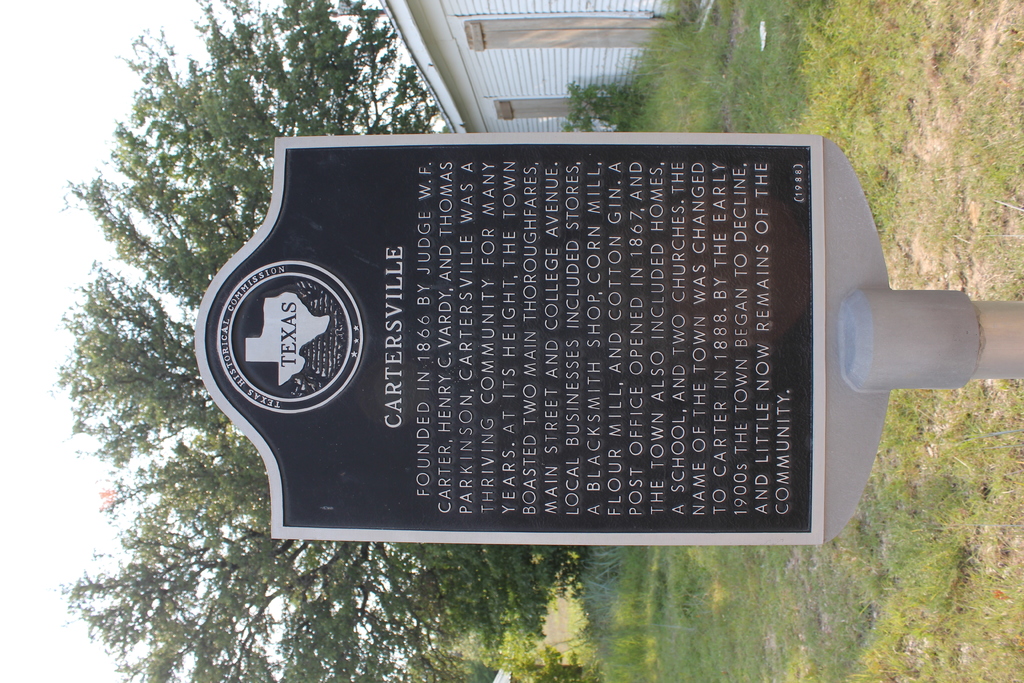 TEXAS HISTORICAL COMMISSION
TEXAS
CARTERSVILLE
FOUNDED IN 1866 BY JUDGE W. F.
CARTER, HENRY C. VARDY, AND THOMAS
PARKINSON, CARTERSVILLE WAS A
THRIVING COMMUNITY FOR MANY
YEARS. AT ITS HEIGHT, THE TOWN
BOASTED TWO MAIN THOROUGHFARES,
MAIN STREET AND COLLEGE AVENUE.
LOCAL BUSINESSES INCLUDED STORES,
A BLACKSMITH SHOP, CORN MILL,
FLOUR MILL, AND COTTON GIN. A
POST OFFICE OPENED IN 1867, AND
THE TOWN ALSO INCLUDED HOMES,
A SCHOOL, AND TWO CHURCHES. THE
NAME OF THE TOWN WAS CHANGED
TO CARTER IN 1888. BY THE EARLY
1900s THE TOWN BEGAN TO DECLINE,
AND LITTLE NOW REMAINS OF THE
COMMUNITY.
(1988)